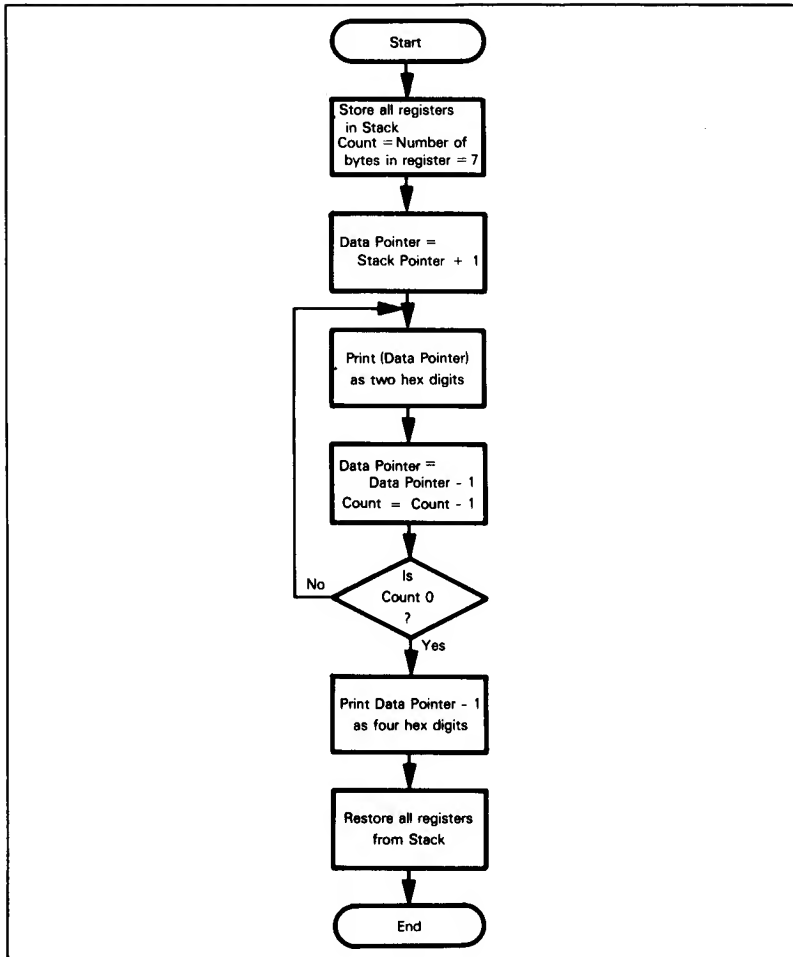 Start
Store all registers
in Stack
Count = Number of
bytes in register = 7
Data Pointer =
Stack Pointer + 1
Print (Data Pointer)
as two hex digits
Data Pointer =
Data Pointer - 1
Count = Count - 1
Is
Count 0
?
No
Yes
Print Data Pointer - 1
as four hex digits
Restore all registers
from Stack
End